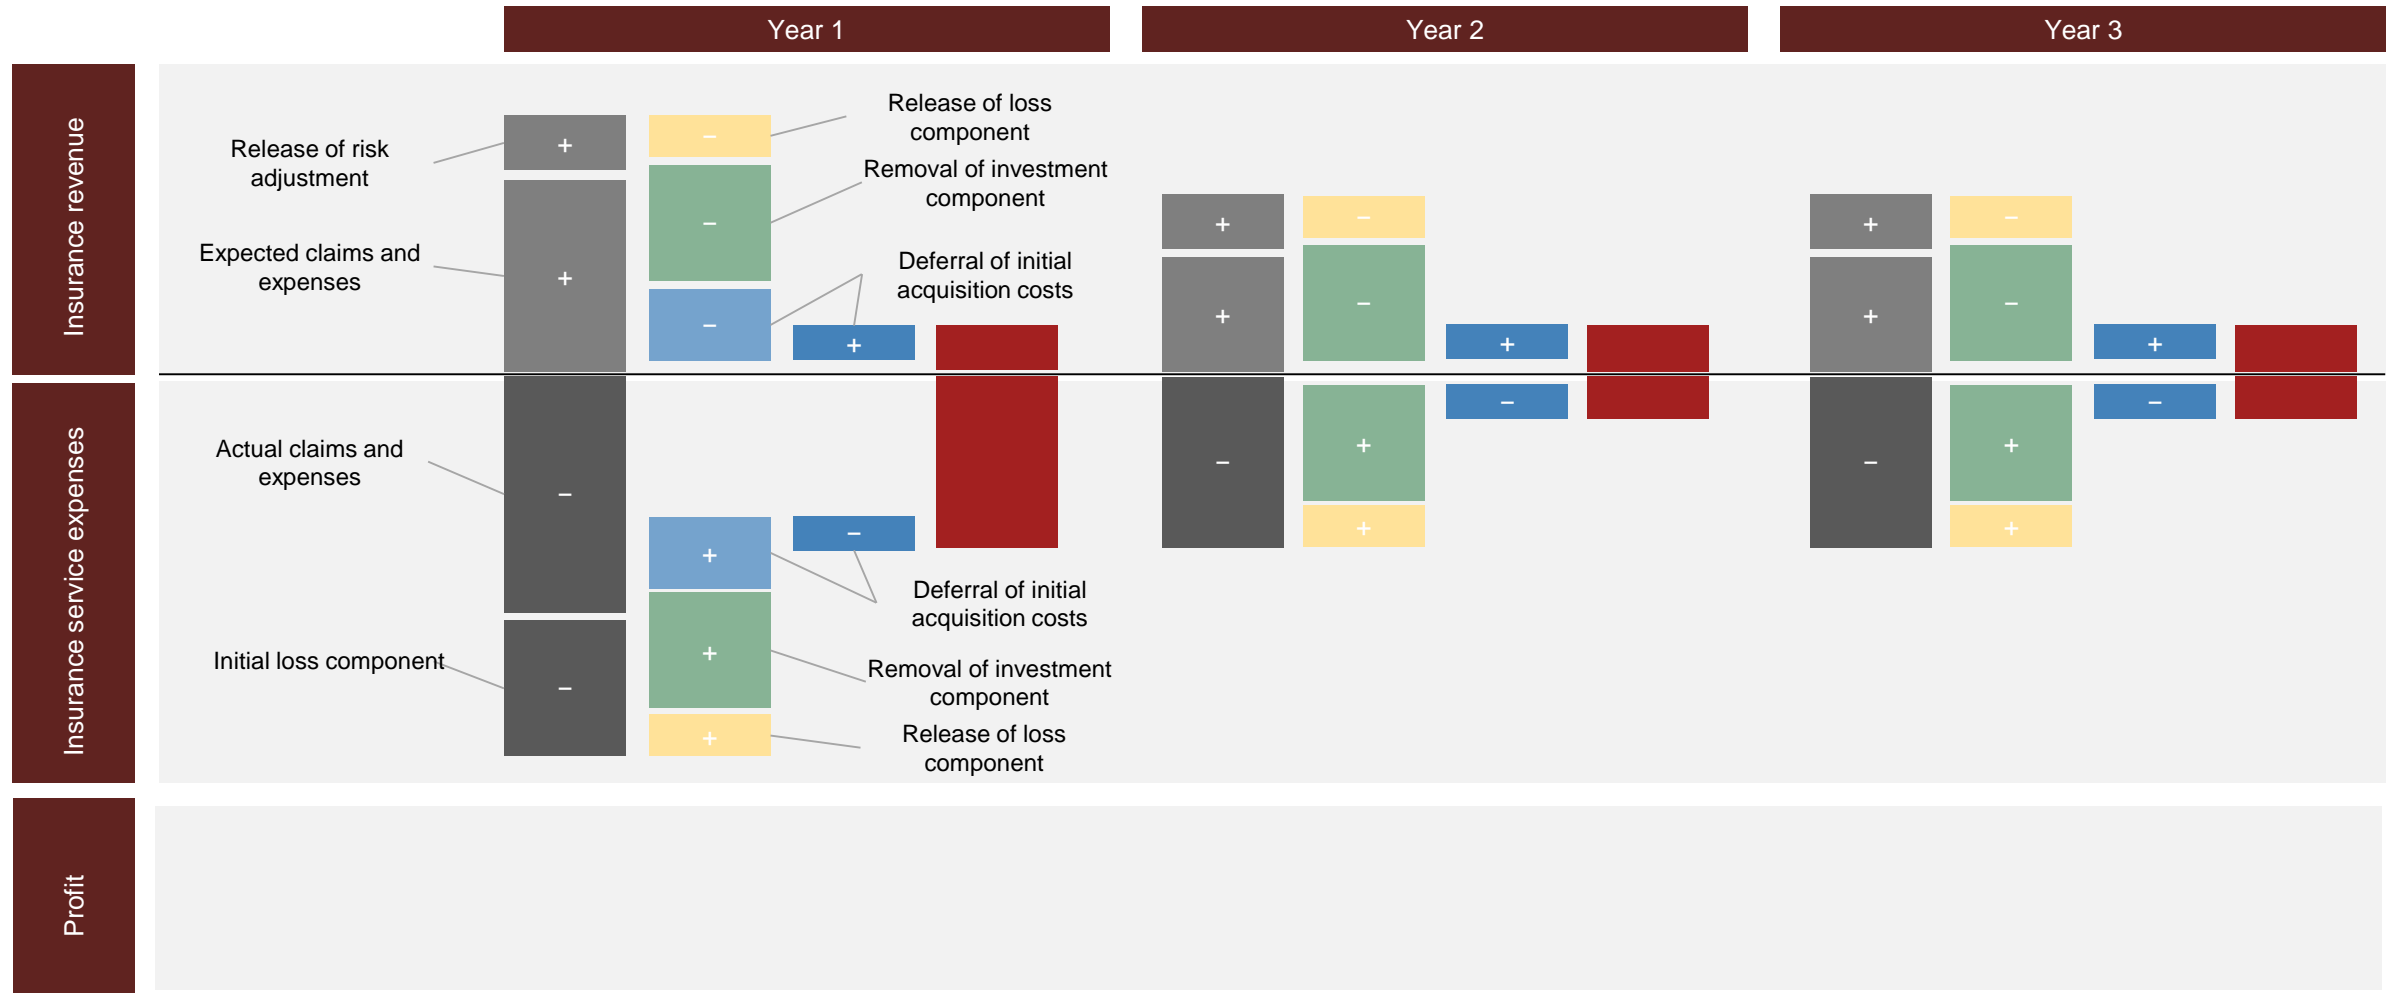 Year 1
Year 2
Year 3
Insurance revenue
Release of risk
adjustment
Expected claims and
expenses
+
+
−
−
−
+
Release of loss
component
Removal of investment
component
Deferral of initial
acquisition costs
+
+
−
−
+
+
+
−
−
+
Insurance service expenses
Actual claims and
expenses
Initial loss component
−
−
+
+
+
−
Deferral of initial
acquisition costs
Removal of investment
component
Release of loss
component
−
+
+
−
−
+
+
−
Profit